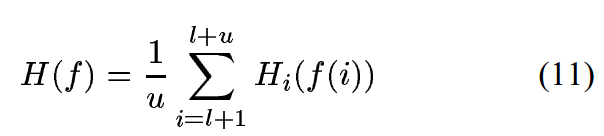 H(f) = \frac{1}{u} \sum_{i=l+1}^{l+u} H_i(f(i)) (11)